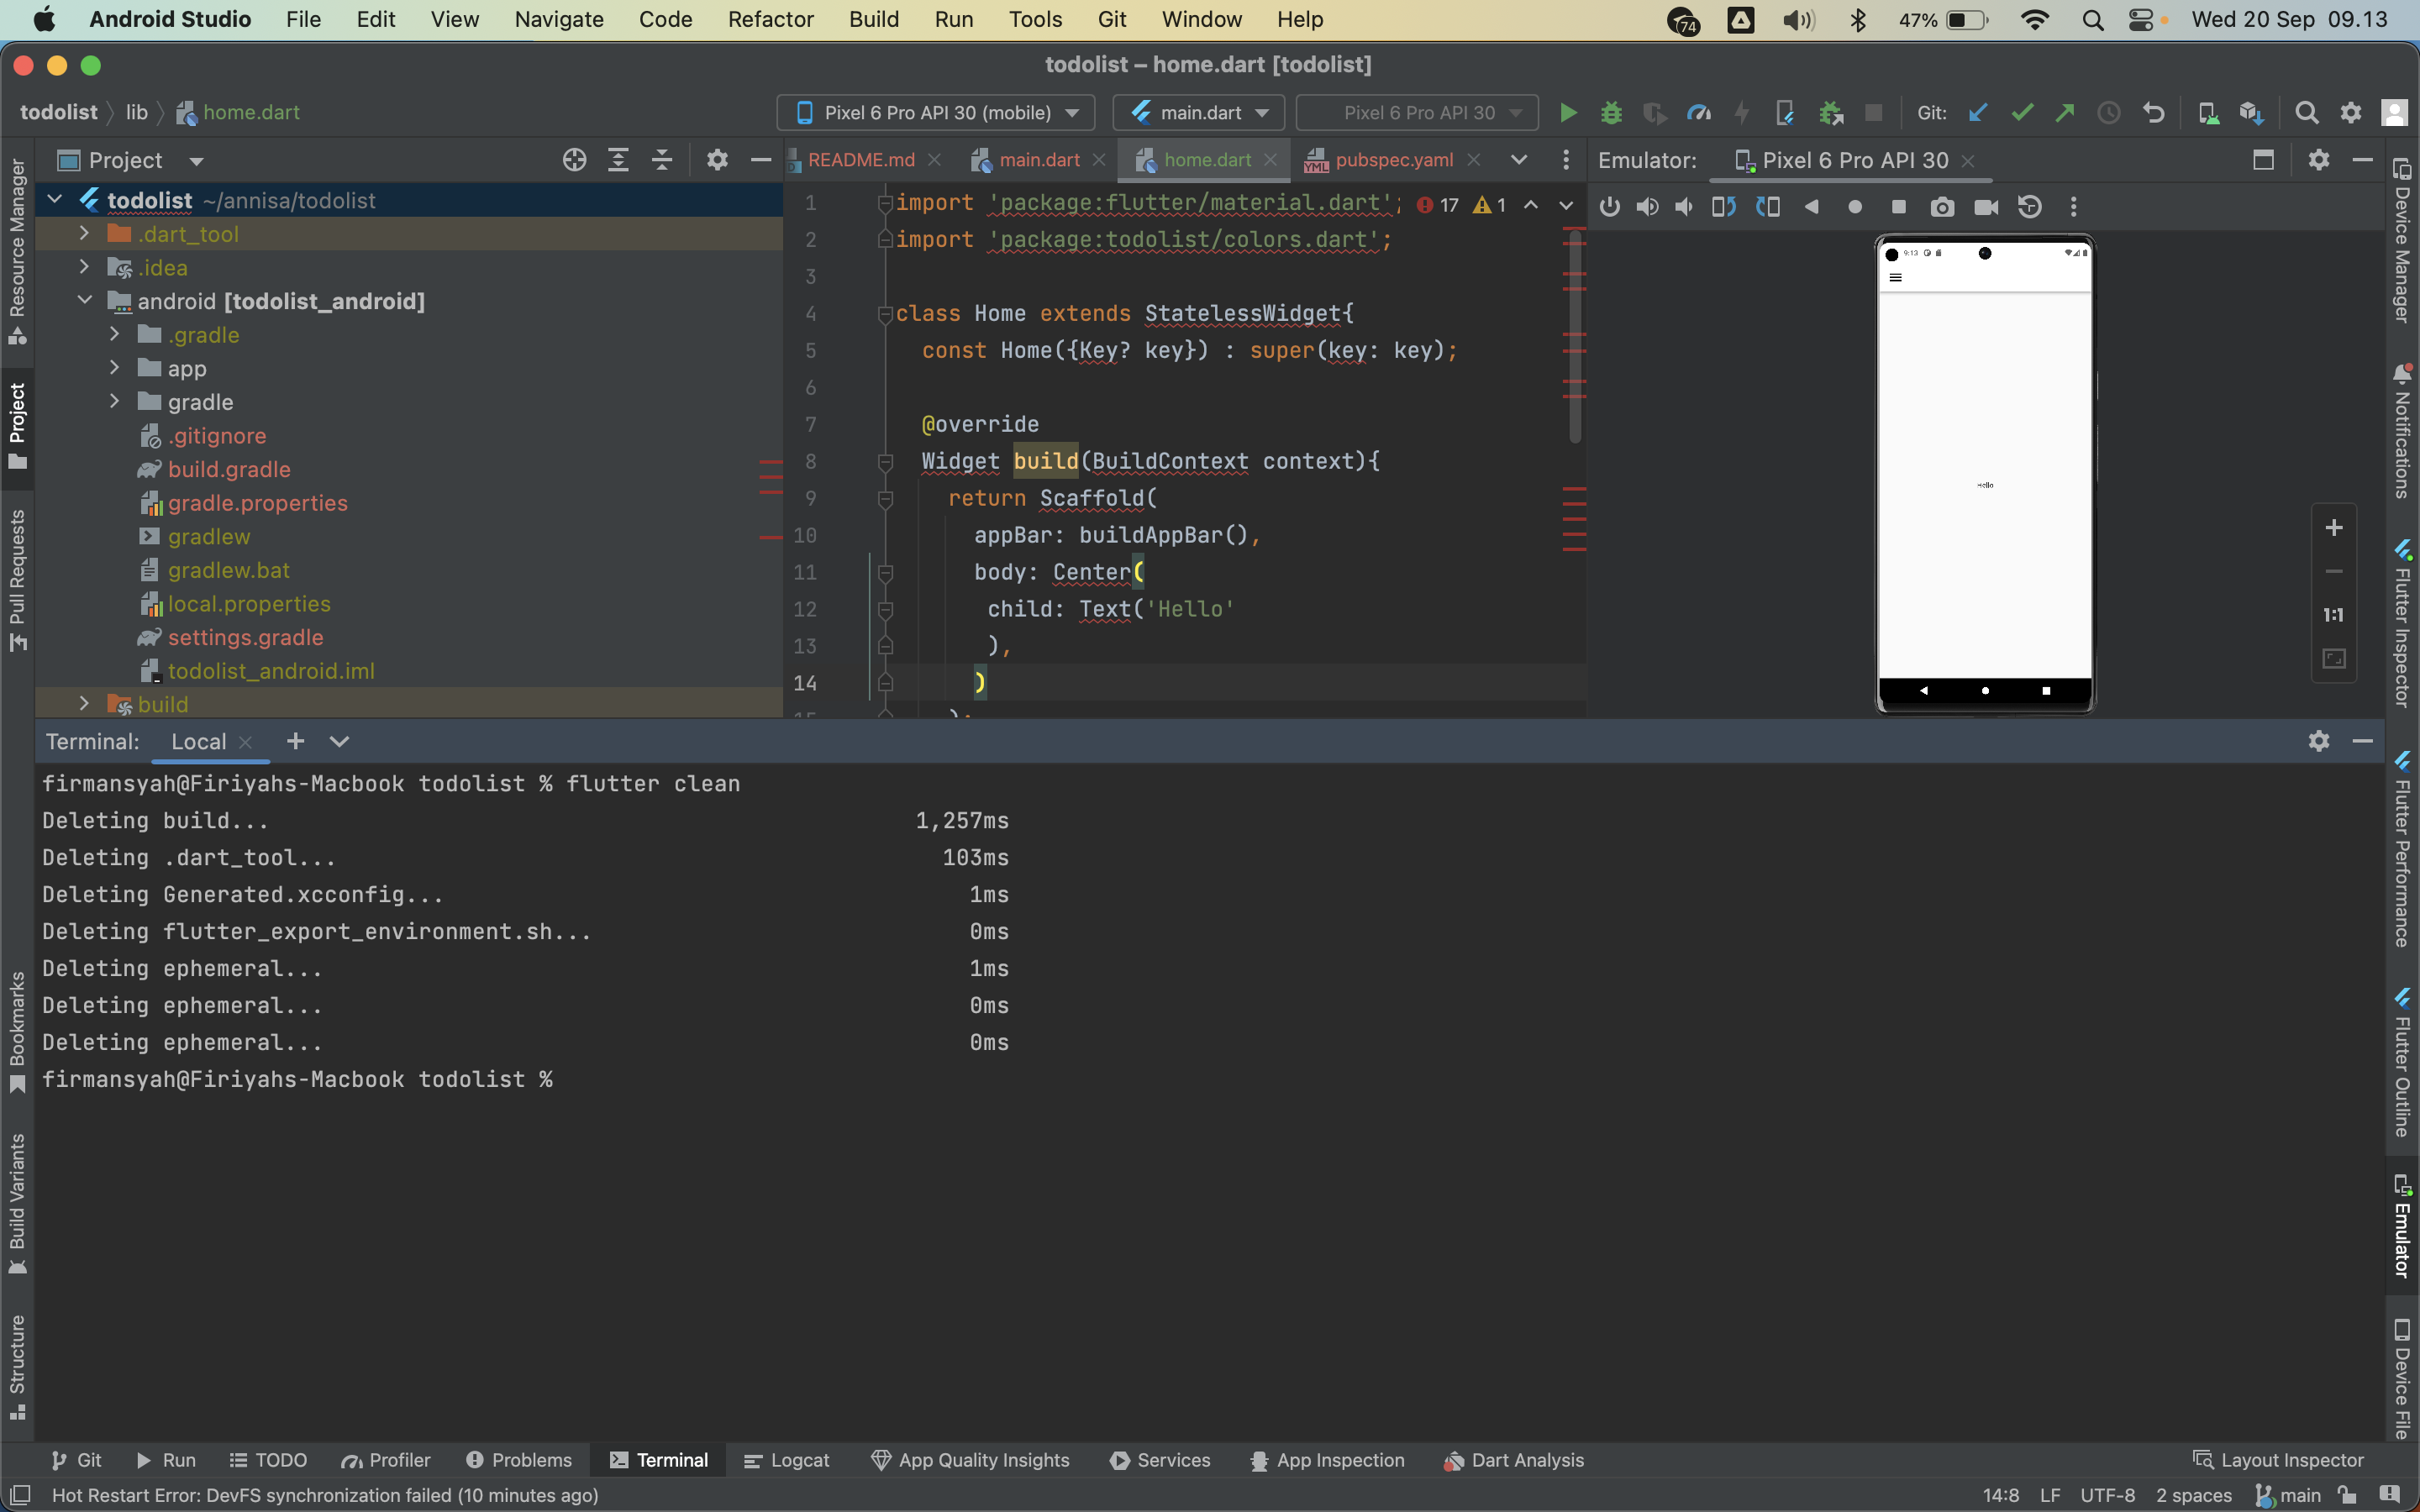 Android Studio File Edit View Navigate Code Refactor Build Run Tools Git Window Help 74 47% Wed 20 Sep 09.13
todolist – home.dart [todolist]
todolist lib home.dart Pixel 6 Pro API 30 (mobile) main.dart Pixel 6 Pro API 30 Git:
Project README.md main.dart home.dart pubspec.yaml Emulator: Pixel 6 Pro API 30
todolist ~/annisa/todolist
.dart_tool
.idea
android [todolist_android]
.gradle
app
gradle
.gitignore
build.gradle
gradle.properties
gradlew
gradlew.bat
local.properties
settings.gradle
todolist_android.iml
build
1 import 'package:flutter/material.dart'; 17 1
2 import 'package:todolist/colors.dart';
3
4 class Home extends StatelessWidget{
5 const Home({Key? key}) : super(key: key);
6
7 @override
8 Widget build(BuildContext context){
9 return Scaffold(
10 appBar: buildAppBar(),
11 body: Center(
12 child: Text('Hello'
13 ),
14 )
15 );
9:13
Hello
1:1
Terminal: Local
firmansyah@Firiyahs-Macbook todolist % flutter clean
Deleting build... 1,257ms
Deleting .dart_tool... 103ms
Deleting Generated.xcconfig... 1ms
Deleting flutter_export_environment.sh... 0ms
Deleting ephemeral... 1ms
Deleting ephemeral... 0ms
Deleting ephemeral... 0ms
firmansyah@Firiyahs-Macbook todolist %
Resource Manager
Project
Pull Requests
Bookmarks
Build Variants
Structure
Device Manager
Notifications
Flutter Inspector
Flutter Performance
Flutter Outline
Emulator
Device File
Git Run TODO Profiler Problems Terminal Logcat App Quality Insights Services App Inspection Dart Analysis Layout Inspector
Hot Restart Error: DevFS synchronization failed (10 minutes ago) 14:8 LF UTF-8 2 spaces main